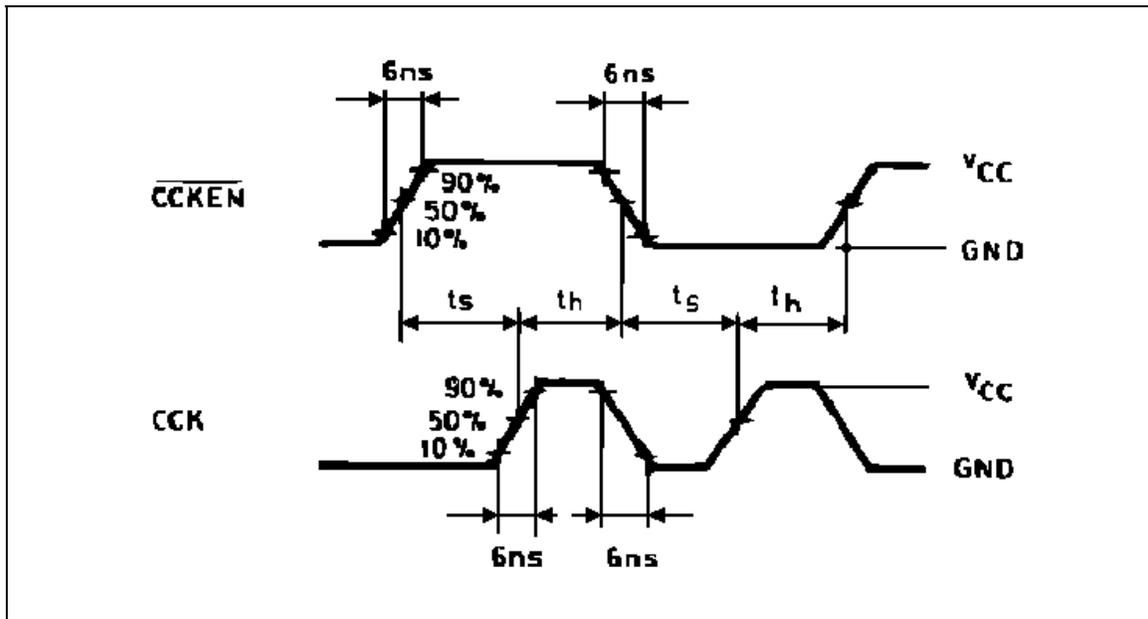 6ns 6ns
C̅C̅K̅E̅N̅
90%
50%
10%
VCC
GND
ts th ts th
CCK
90%
50%
10%
VCC
GND
6ns 6ns